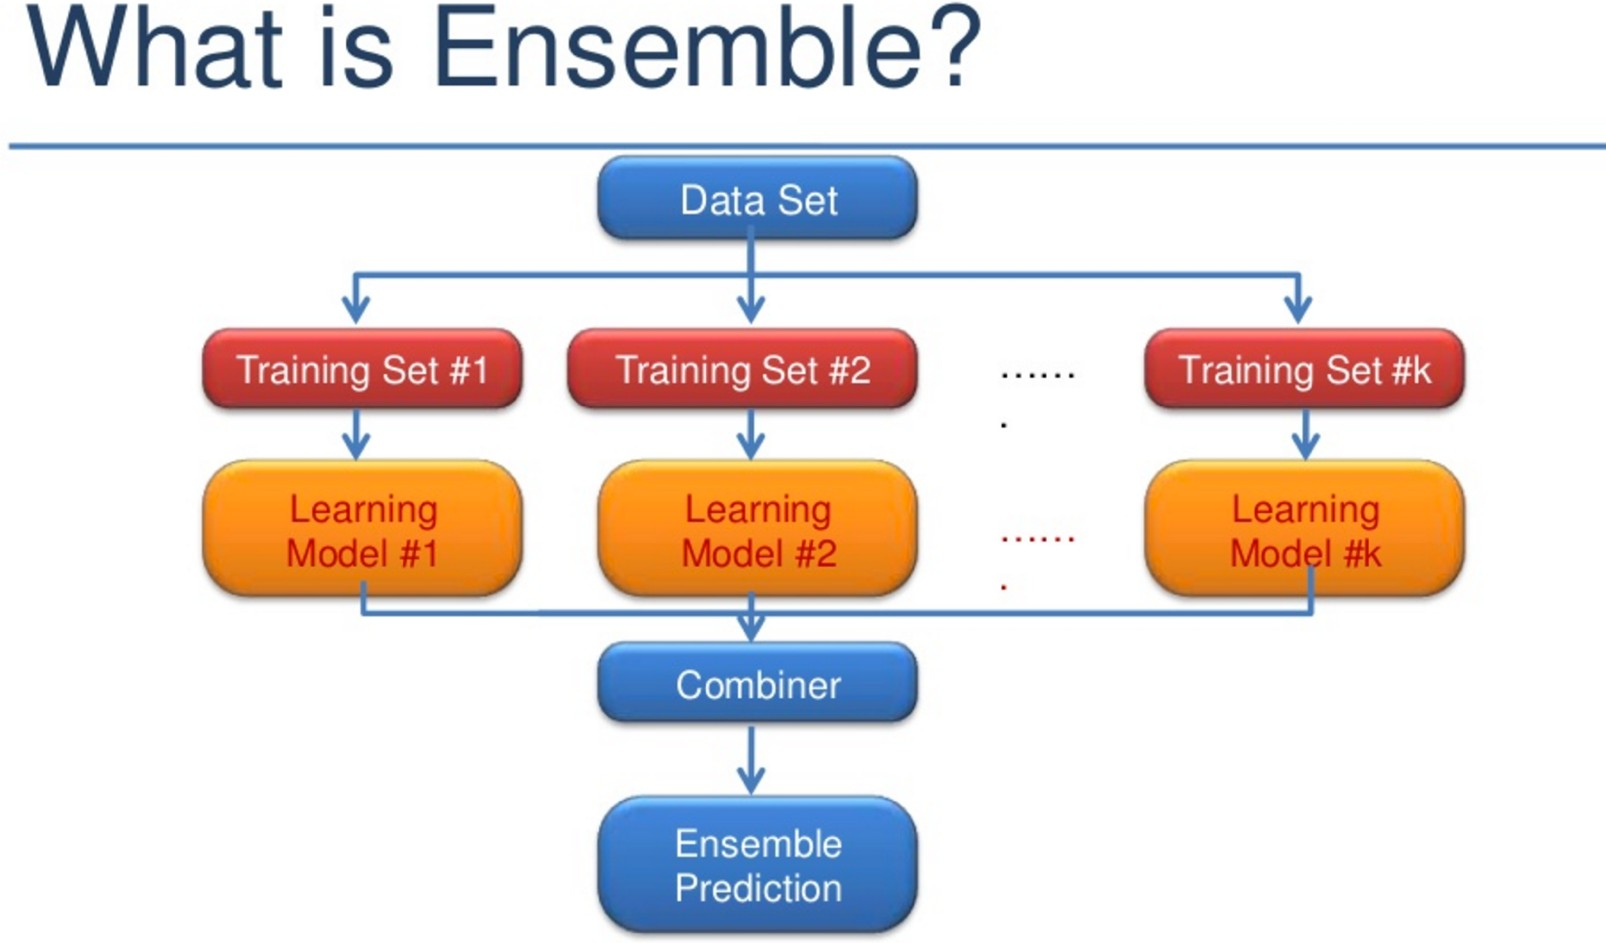 What is Ensemble?
Data Set
Training Set #1
Training Set #2
......
.
Training Set #k
Learning
Model #1
Learning
Model #2
......
.
Learning
Model #k
Combiner
Ensemble
Prediction